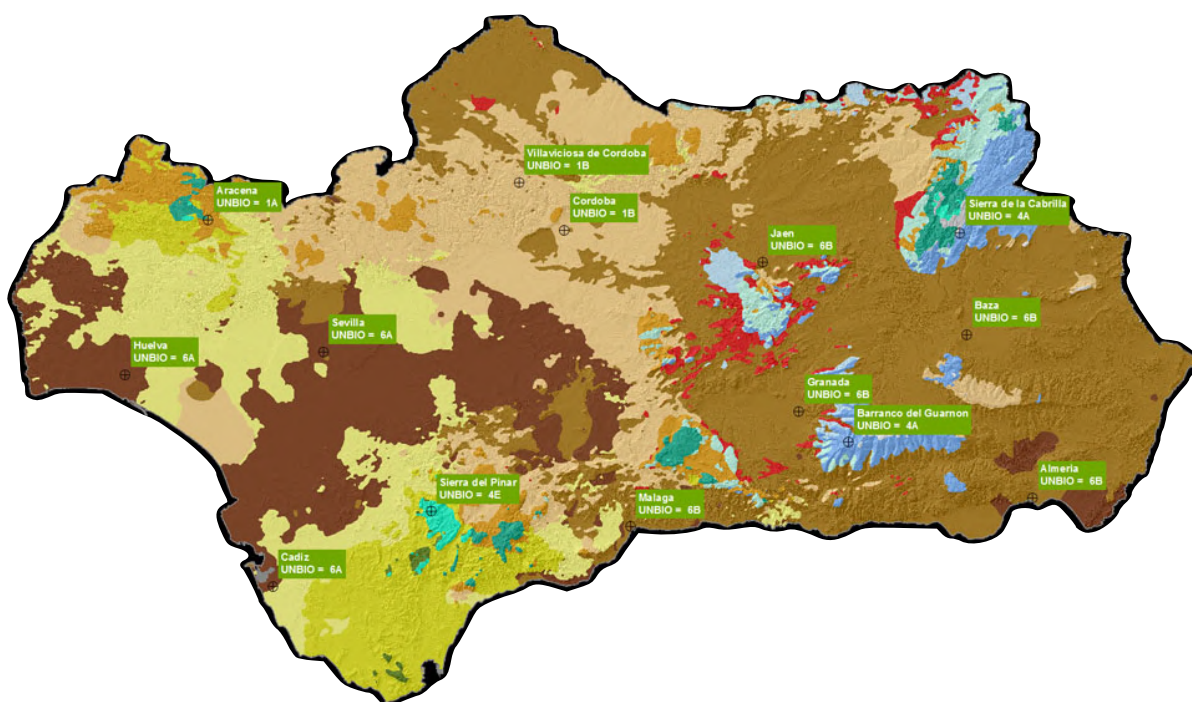 Villaviciosa de Cordoba
UNBIO = 1B
Aracena
UNBIO = 1A
Cordoba
UNBIO = 1B
Sierra de la Cabrilla
UNBIO = 4A
Jaen
UNBIO = 6B
Baza
UNBIO = 6B
Sevilla
UNBIO = 6A
Huelva
UNBIO = 6A
Granada
UNBIO = 6B
Barranco del Guarnon
UNBIO = 4A
Sierra del Pinar
UNBIO = 4E
Almeria
UNBIO = 6B
Malaga
UNBIO = 6B
Cadiz
UNBIO = 6A